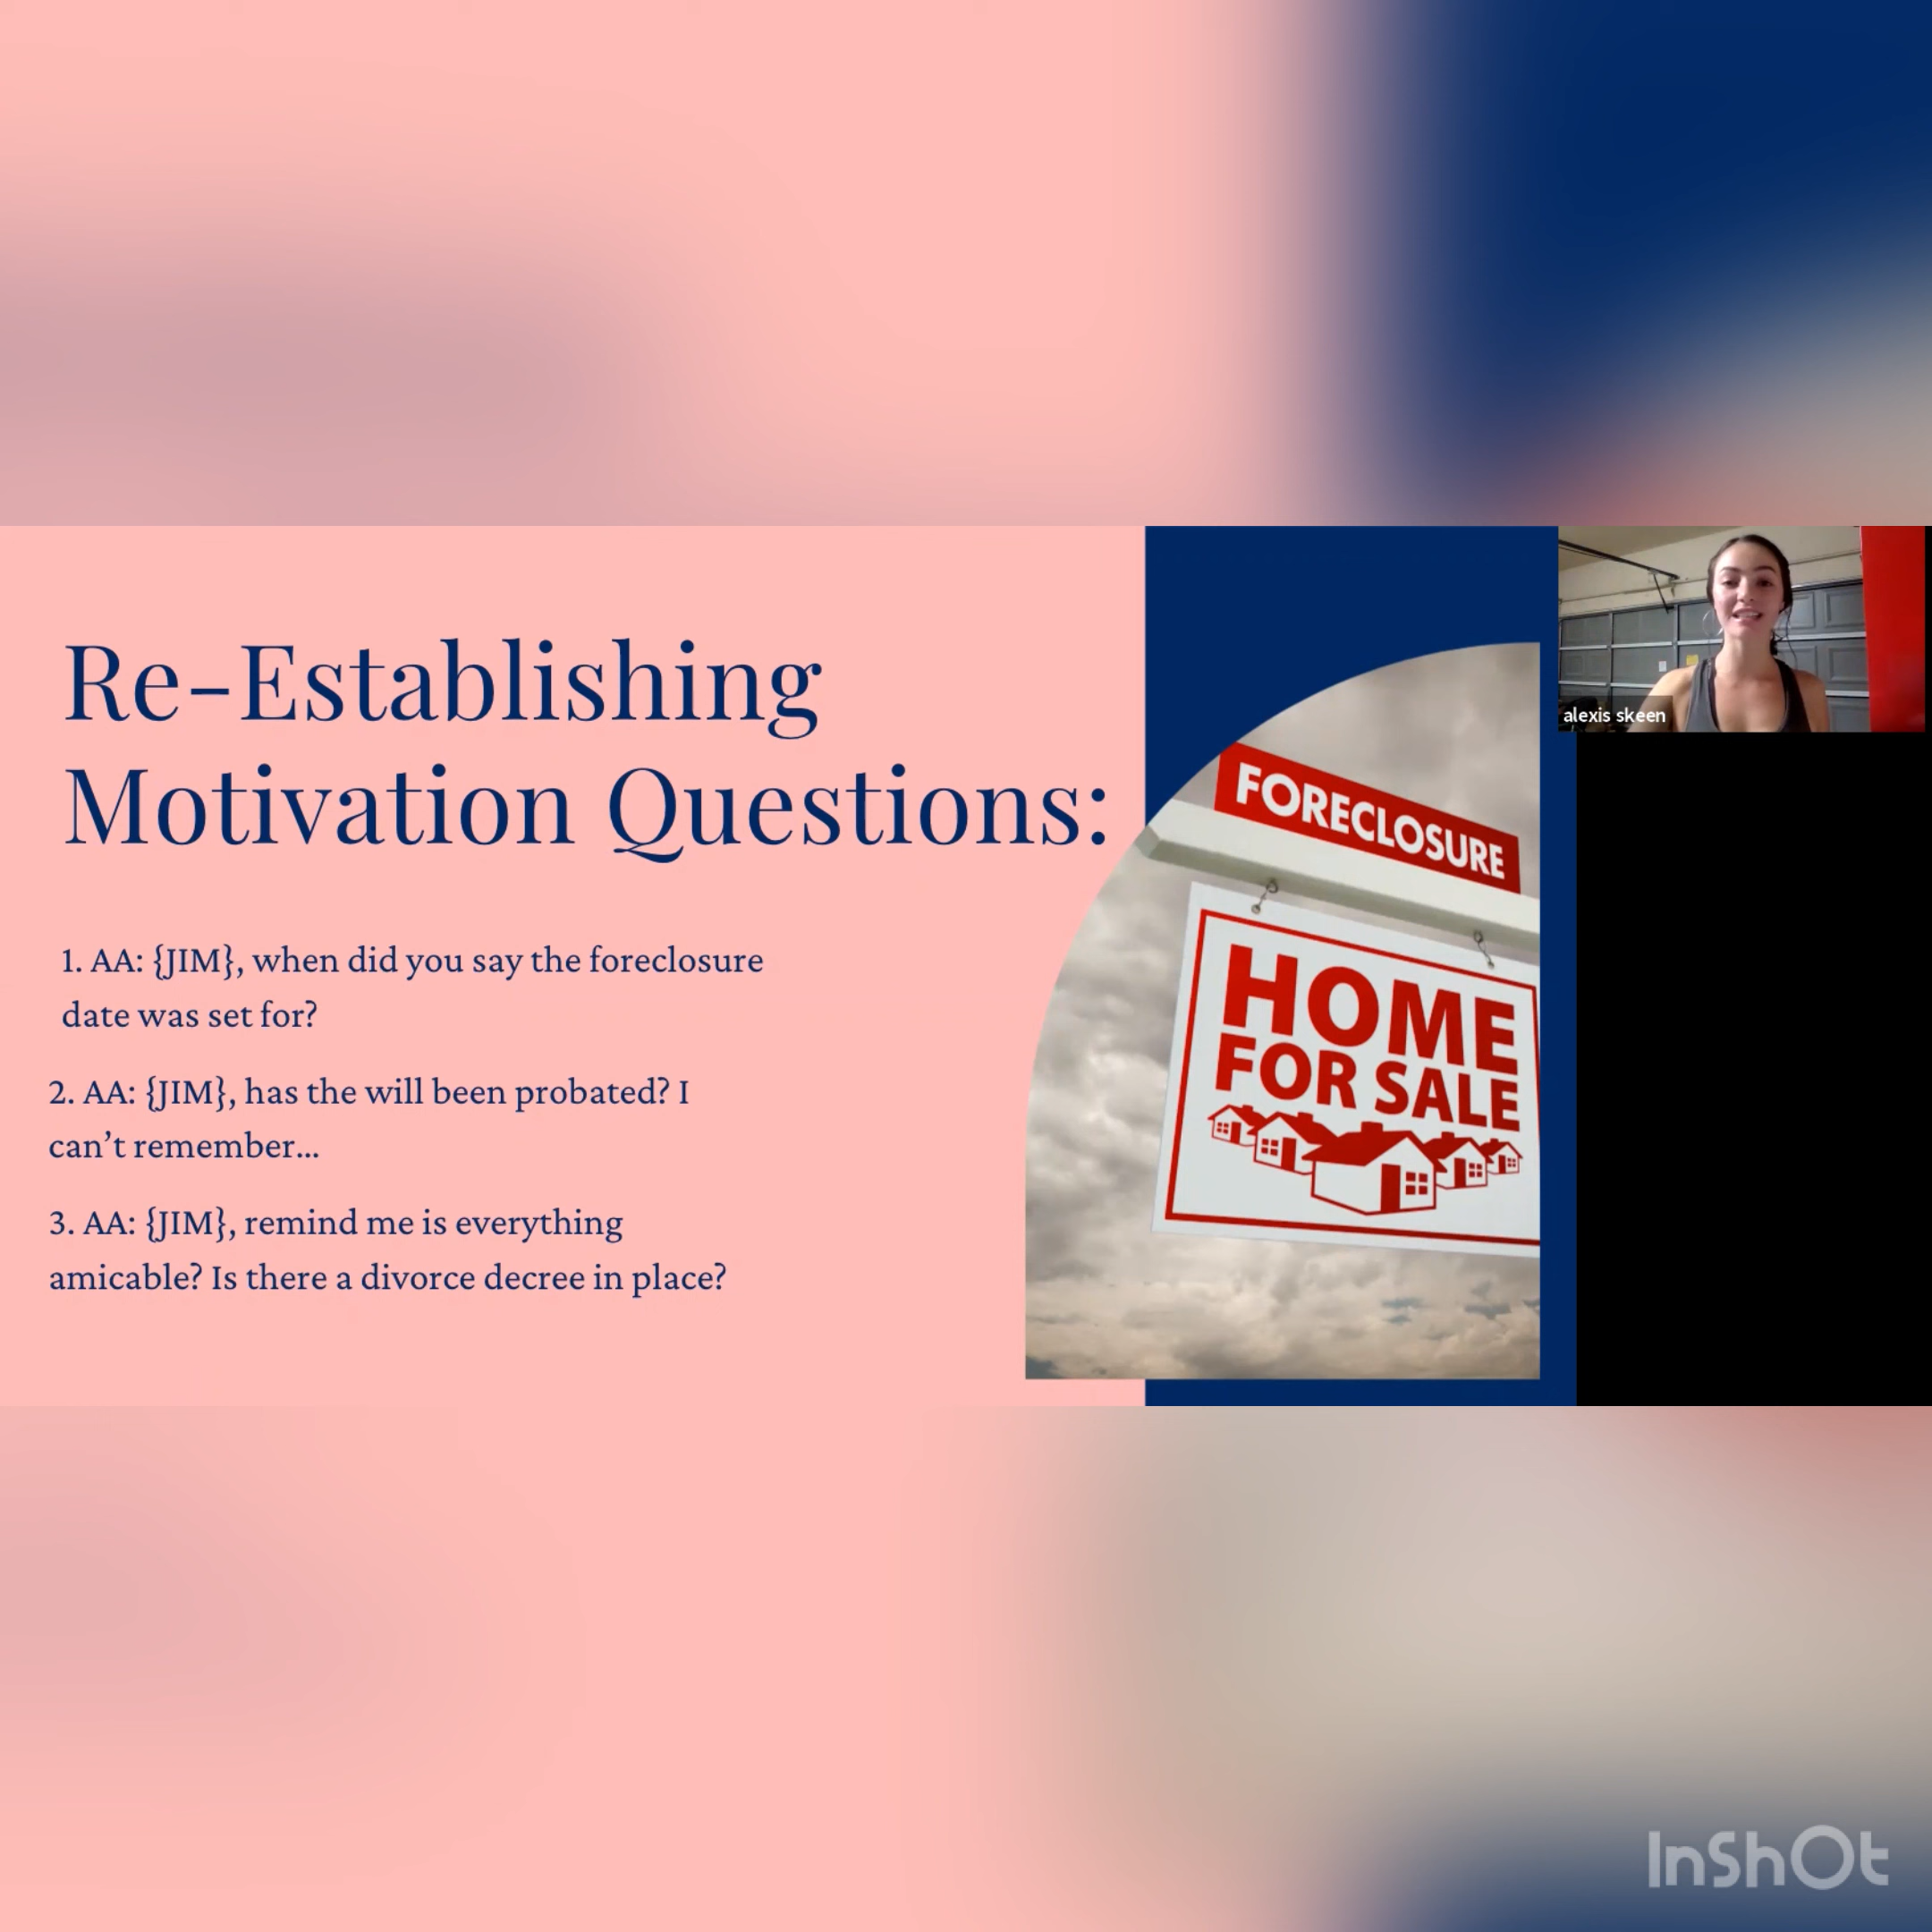 Re-Establishing
Motivation Questions:
1. AA: {JIM}, when did you say the foreclosure
date was set for?
2. AA: {JIM}, has the will been probated? I
can’t remember...
3. AA: {JIM}, remind me is everything
amicable? Is there a divorce decree in place?
FORECLOSURE
HOME
FOR SALE
alexis skeen
InShOt